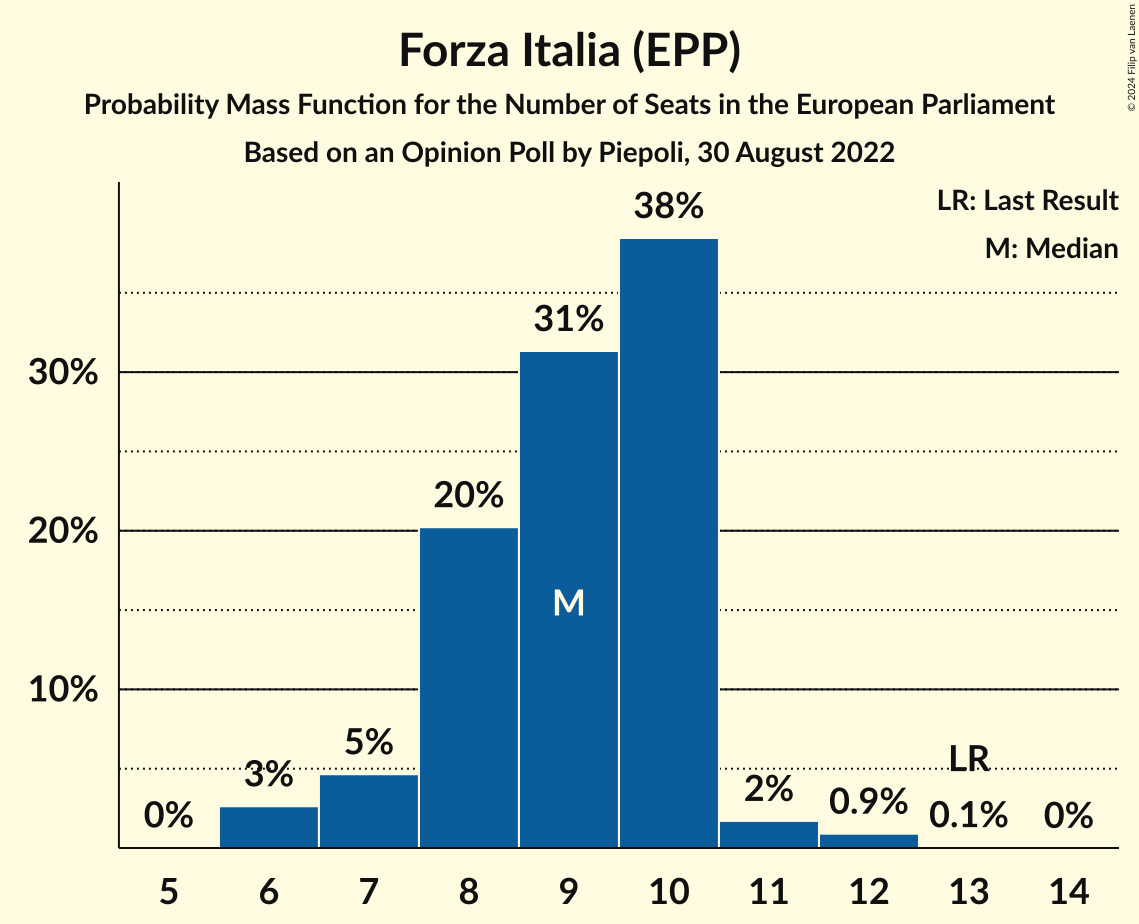 Forza Italia (EPP)
Probability Mass Function for the Number of Seats in the European Parliament
Based on an Opinion Poll by Piepoli, 30 August 2022
© 2024 Filip van Laenen
LR: Last Result
M: Median
38%
31%
30%
20%
20%
M
10%
5%
3%
LR
2%
0.9%
0%
0.1%
0%
5 6 7 8 9 10 11 12 13 14